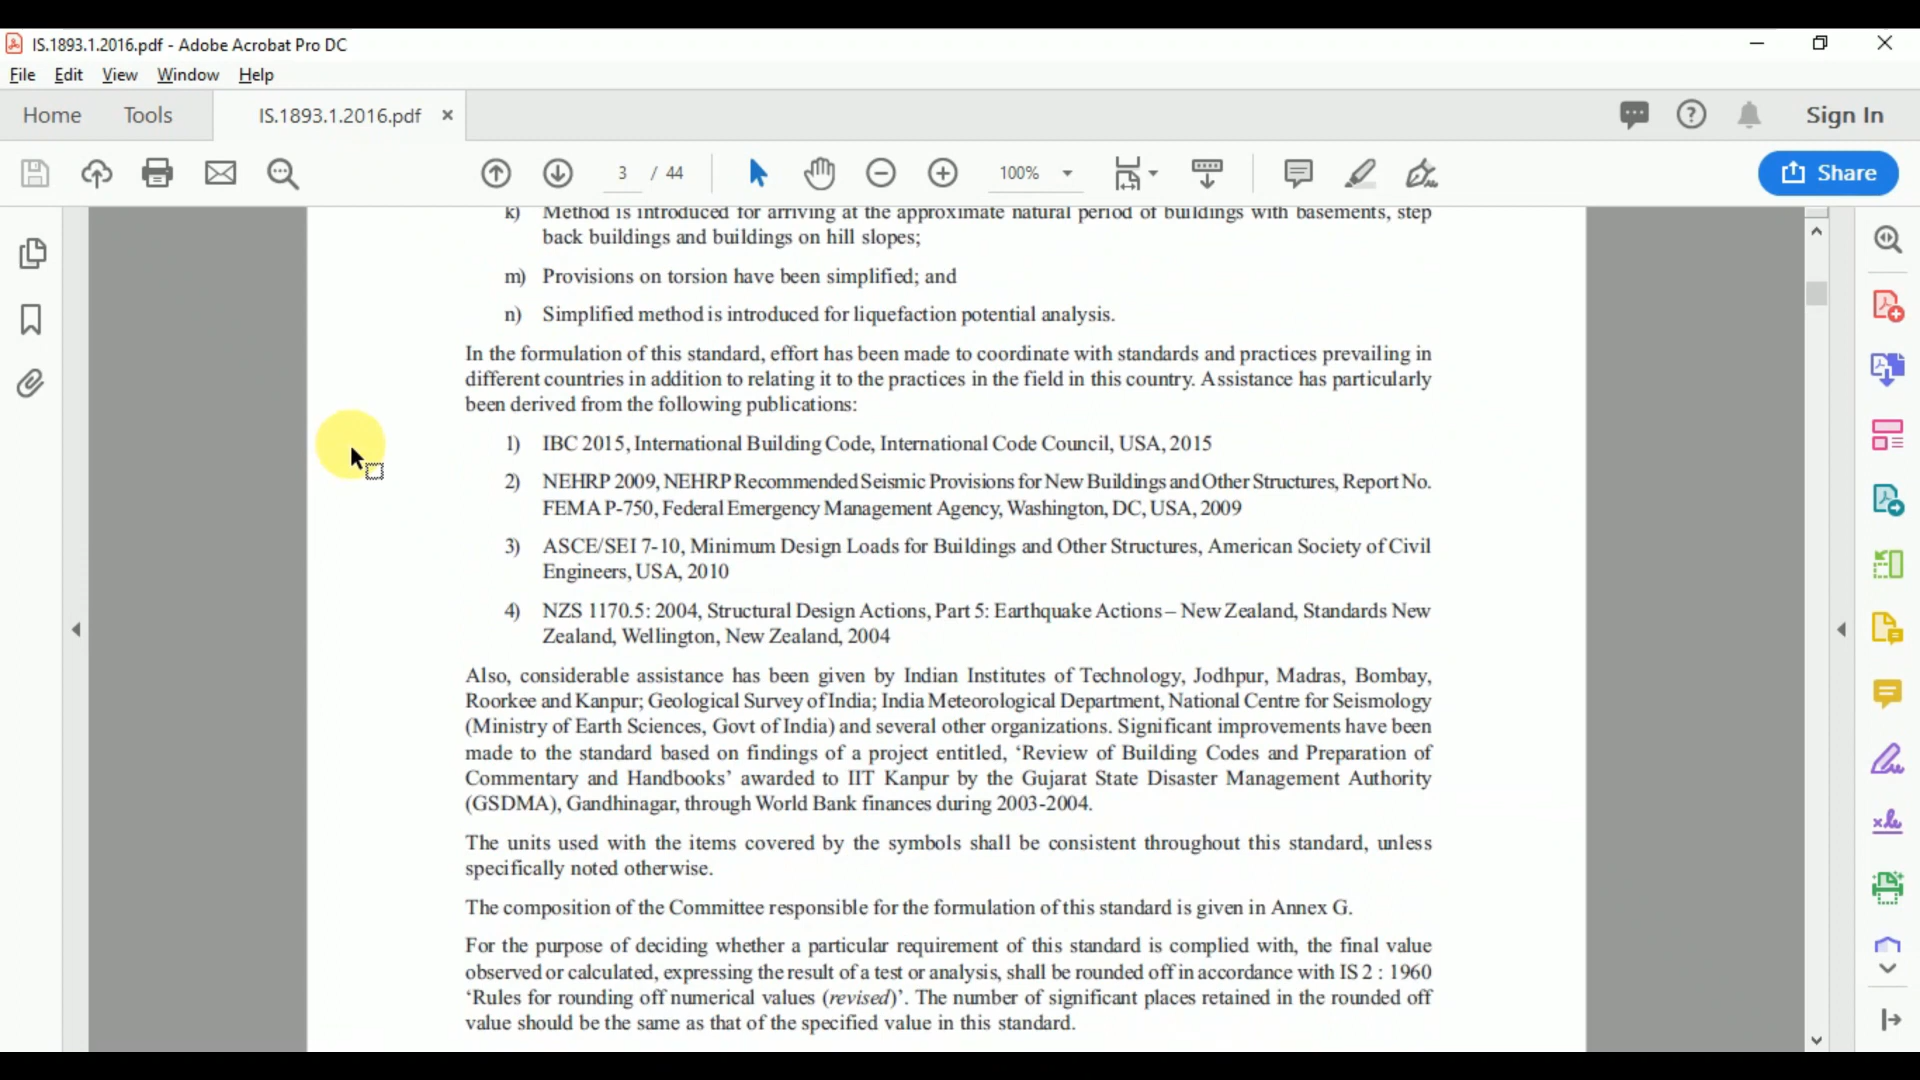 IS.1893.1.2016.pdf - Adobe Acrobat Pro DC
File Edit View Window Help
Home Tools IS.1893.1.2016.pdf × Sign In
3 / 44 100% Share
k) Method is introduced for arriving at the approximate natural period of buildings with basements, step
back buildings and buildings on hill slopes;
m) Provisions on torsion have been simplified; and
n) Simplified method is introduced for liquefaction potential analysis.
In the formulation of this standard, effort has been made to coordinate with standards and practices prevailing in
different countries in addition to relating it to the practices in the field in this country. Assistance has particularly
been derived from the following publications:
1) IBC 2015, International Building Code, International Code Council, USA, 2015
2) NEHRP 2009, NEHRP Recommended Seismic Provisions for New Buildings and Other Structures, Report No.
FEMA P-750, Federal Emergency Management Agency, Washington, DC, USA, 2009
3) ASCE/SEI 7-10, Minimum Design Loads for Buildings and Other Structures, American Society of Civil
Engineers, USA, 2010
4) NZS 1170.5: 2004, Structural Design Actions, Part 5: Earthquake Actions – New Zealand, Standards New
Zealand, Wellington, New Zealand, 2004
Also, considerable assistance has been given by Indian Institutes of Technology, Jodhpur, Madras, Bombay,
Roorkee and Kanpur; Geological Survey of India; India Meteorological Department, National Centre for Seismology
(Ministry of Earth Sciences, Govt of India) and several other organizations. Significant improvements have been
made to the standard based on findings of a project entitled, ‘Review of Building Codes and Preparation of
Commentary and Handbooks’ awarded to IIT Kanpur by the Gujarat State Disaster Management Authority
(GSDMA), Gandhinagar, through World Bank finances during 2003-2004.
The units used with the items covered by the symbols shall be consistent throughout this standard, unless
specifically noted otherwise.
The composition of the Committee responsible for the formulation of this standard is given in Annex G.
For the purpose of deciding whether a particular requirement of this standard is complied with, the final value
observed or calculated, expressing the result of a test or analysis, shall be rounded off in accordance with IS 2 : 1960
‘Rules for rounding off numerical values (revised)’. The number of significant places retained in the rounded off
value should be the same as that of the specified value in this standard.